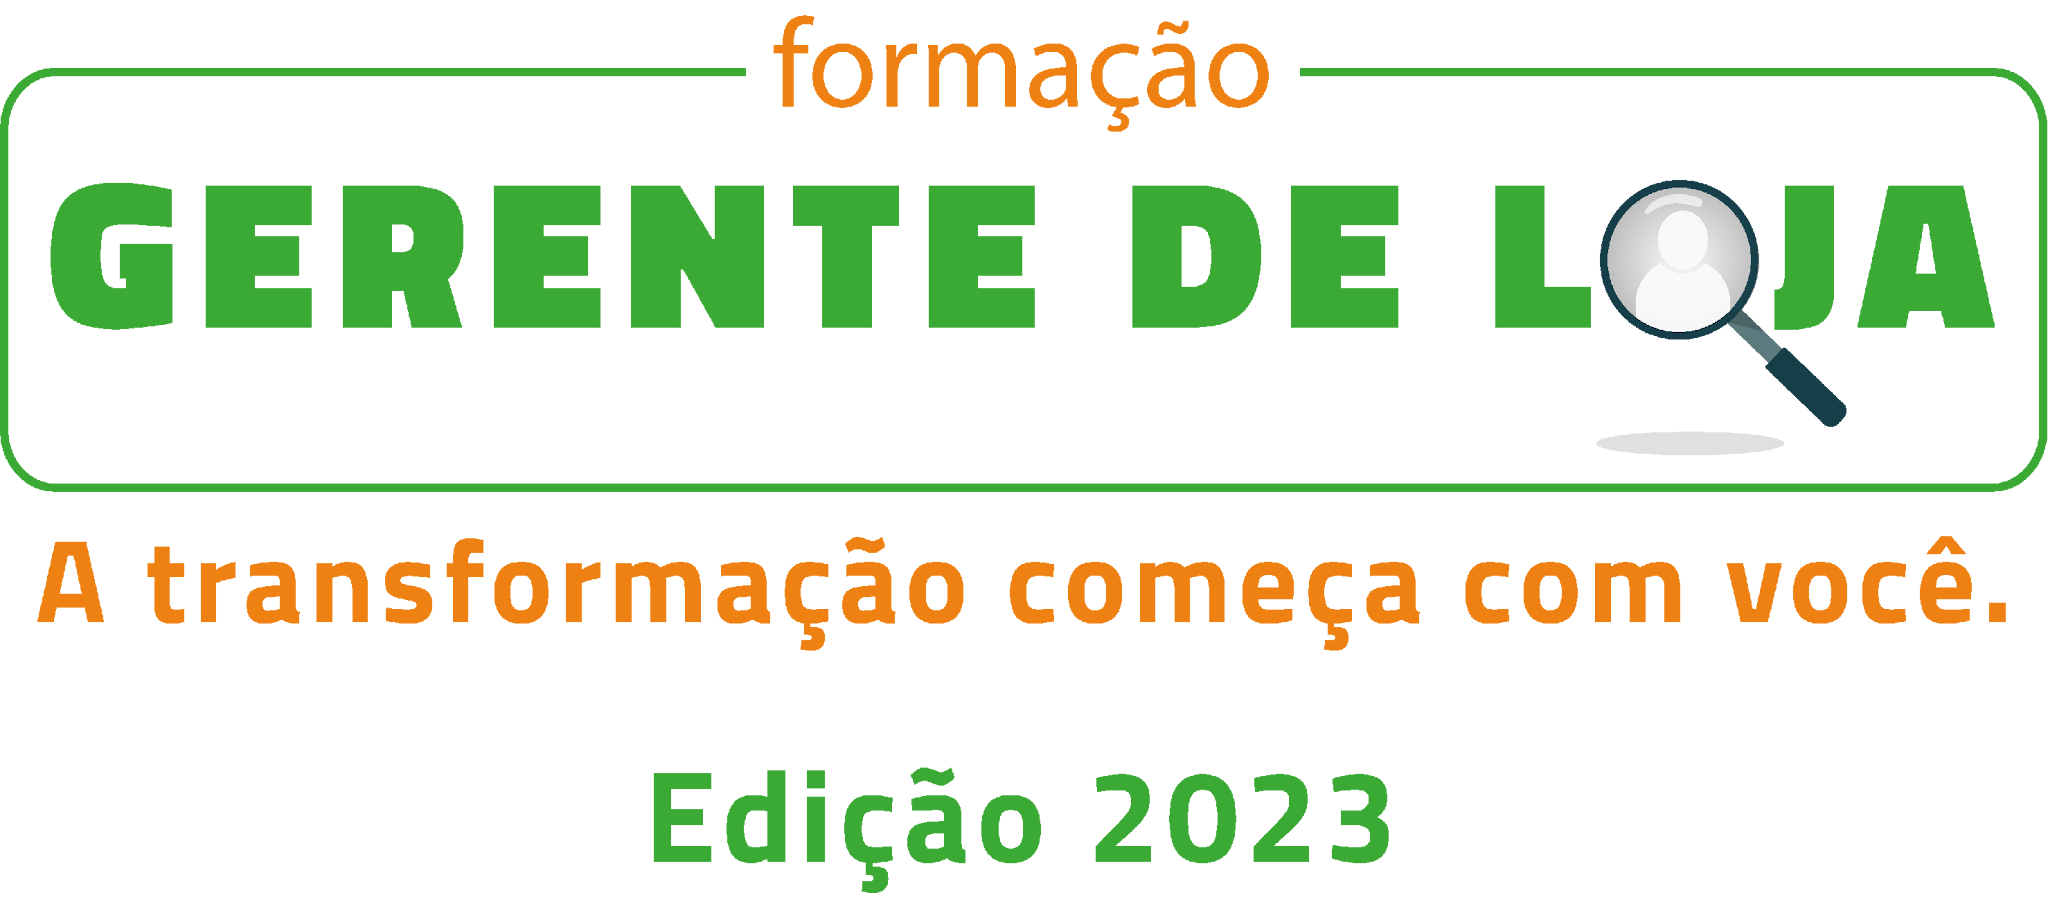 formação
GERENTE DE LOJA
A transformação começa com você.
Edição 2023